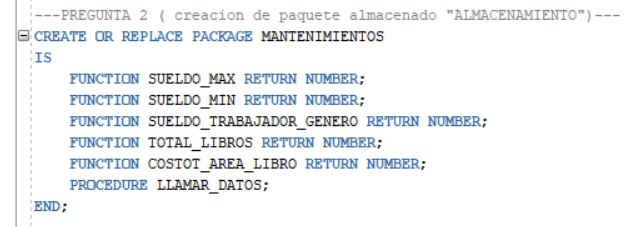 ---PREGUNTA 2 ( creacion de paquete almacenado "ALMACENAMIENTO")---
CREATE OR REPLACE PACKAGE MANTENIMIENTOS
IS
    FUNCTION SUELDO_MAX RETURN NUMBER;
    FUNCTION SUELDO_MIN RETURN NUMBER;
    FUNCTION SUELDO_TRABAJADOR_GENERO RETURN NUMBER;
    FUNCTION TOTAL_LIBROS RETURN NUMBER;
    FUNCTION COSTOT_AREA_LIBRO RETURN NUMBER;
    PROCEDURE LLAMAR_DATOS;
END;